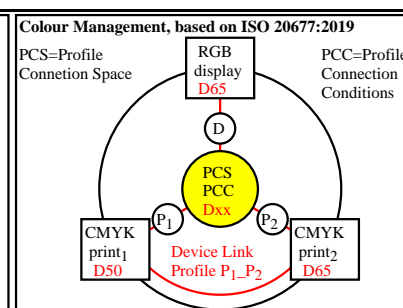 Colour Management, based on ISO 20677:2019
PCS=Profile
Connetion Space
RGB
display
D65
PCC=Profile
Connection
Conditions
D
PCS
PCC
Dxx
P1
P2
CMYK
print1
D50
Device Link
Profile P1_P2
CMYK
print2
D65